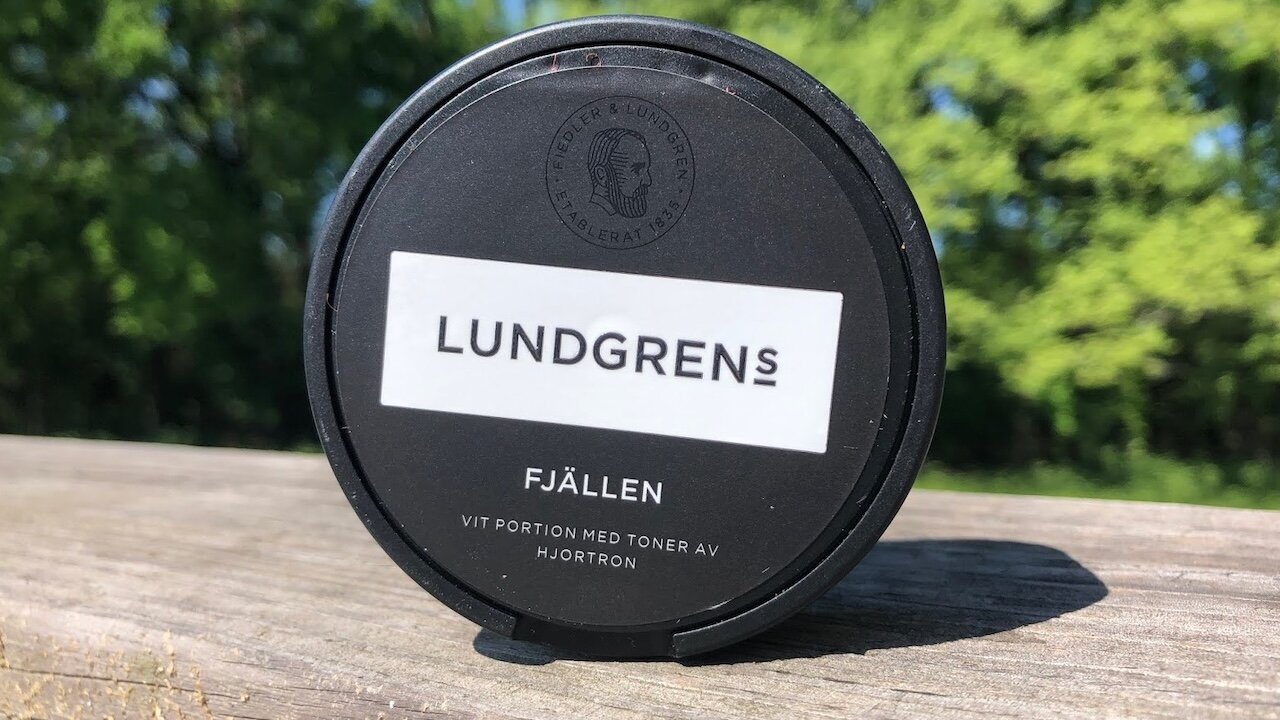 FIEDLER & LUNDGREN
ETABLERAT 1835
LUNDGRENS
FJÄLLEN
VIT PORTION MED TONER AV
HJORTRON